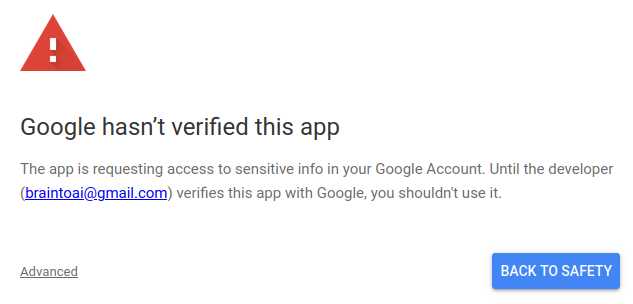 Google hasn’t verified this app
The app is requesting access to sensitive info in your Google Account. Until the developer
(braintoai@gmail.com) verifies this app with Google, you shouldn't use it.
Advanced
BACK TO SAFETY